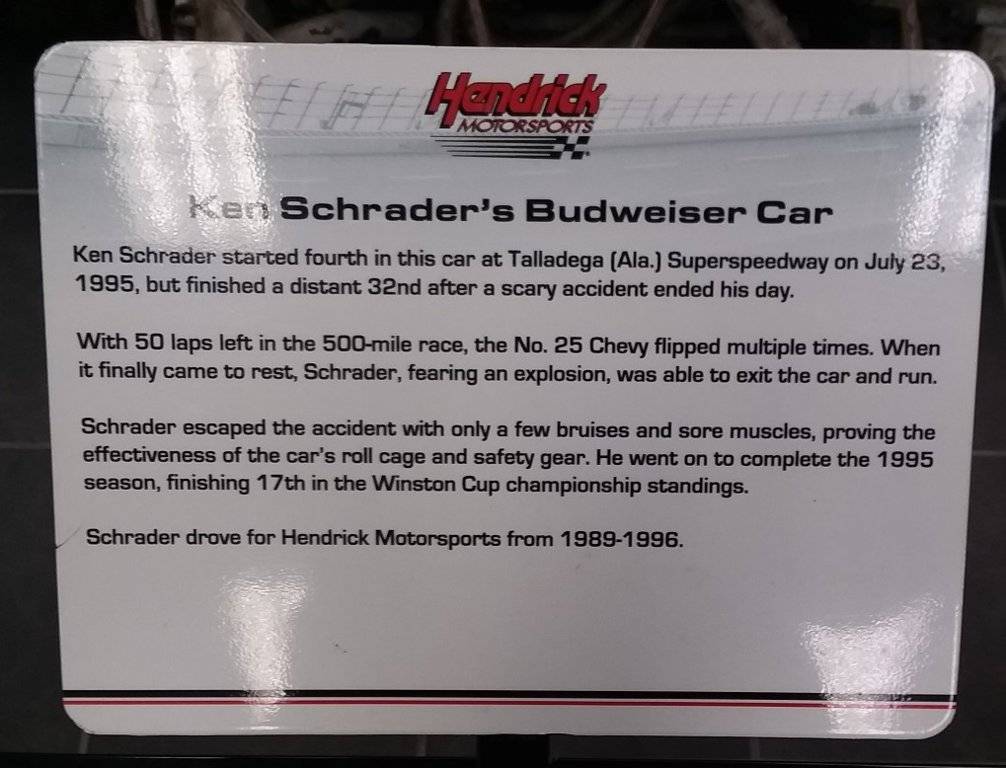 Hendrick
MOTORSPORTS
Ken Schrader's Budweiser Car
Ken Schrader started fourth in this car at Talladega (Ala.) Superspeedway on July 23,
1995, but finished a distant 32nd after a scary accident ended his day.
With 50 laps left in the 500-mile race, the No. 25 Chevy flipped multiple times. When
it finally came to rest, Schrader, fearing an explosion, was able to exit the car and run.
Schrader escaped the accident with only a few bruises and sore muscles, proving the
effectiveness of the car's roll cage and safety gear. He went on to complete the 1995
season, finishing 17th in the Winston Cup championship standings.
Schrader drove for Hendrick Motorsports from 1989-1996.